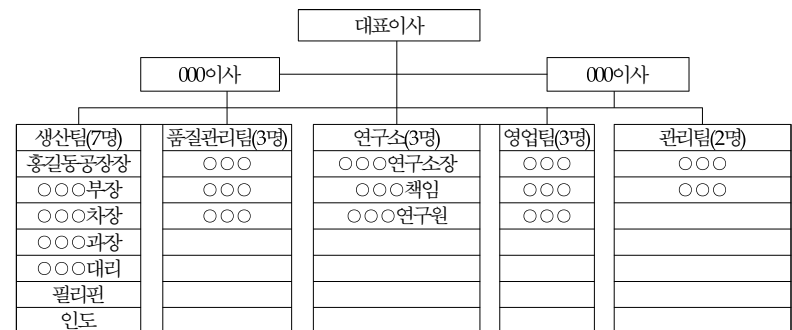 대표이사
000이사 000이사
생산팀(7명) 품질관리팀(3명) 연구소(3명) 영업팀(3명) 관리팀(2명)
홍길동공장장 ○○○ ○○○연구소장 ○○○ ○○○
○○○부장 ○○○ ○○○책임 ○○○ ○○○
○○○차장 ○○○ ○○○연구원 ○○○
○○○과장
○○○대리
필리핀
인도